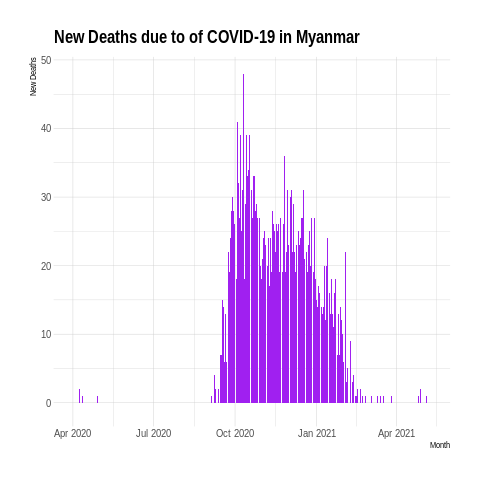 New Deaths due to of COVID-19 in Myanmar
New Deaths
50
40
30
20
10
0
Apr 2020 Jul 2020 Oct 2020 Jan 2021 Apr 2021
Month